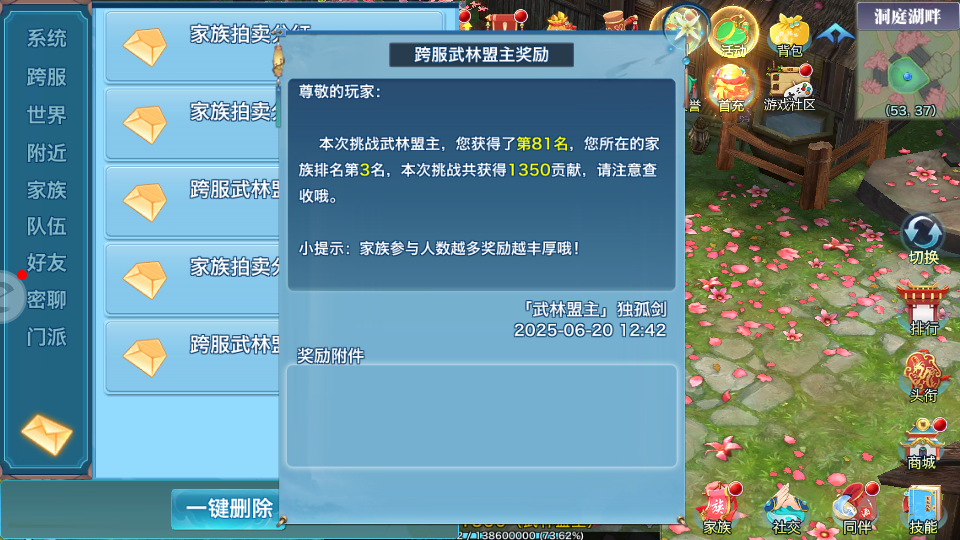 系统
跨服
世界
附近
家族
队伍
好友
密聊
门派
家族拍卖分红
家族拍卖分
跨服武林盟
家族拍卖分
跨服武林盟
一键删除
跨服武林盟主奖励
尊敬的玩家：
本次挑战武林盟主，您获得了第81名，您所在的家
族排名第3名，本次挑战共获得1350贡献，请注意查
收哦。
小提示：家族参与人数越多奖励越丰厚哦！
「武林盟主」独孤剑
2025-06-20 12:42
奖励附件
活动
背包
誉
首充
游戏社区
洞庭湖畔
(53, 37)
切换
排行
头衔
商城
家族
社交
同伴
技能
/138600000 (73.62%)